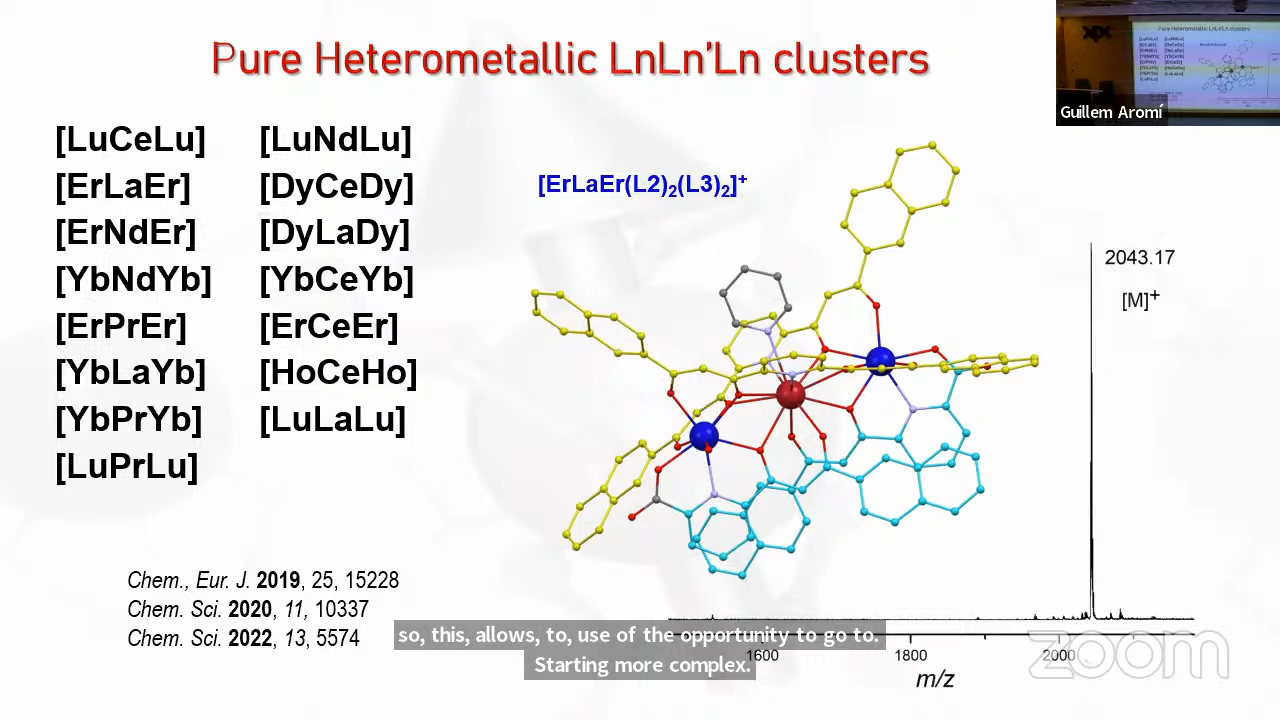 Pure Heterometallic LnLn'Ln clusters
Guillem Aromí
[LuCeLu]
[ErLaEr]
[ErNdEr]
[YbNdYb]
[ErPrEr]
[YbLaYb]
[YbPrYb]
[LuPrLu]
[LuNdLu]
[DyCeDy]
[DyLaDy]
[YbCeYb]
[ErCeEr]
[HoCeHo]
[LuLaLu]
[ErLaEr(L2)₂(L3)₂]⁺
2043.17
[M]⁺
1600
1800
2000
m/z
Chem., Eur. J. 2019, 25, 15228
Chem. Sci. 2020, 11, 10337
Chem. Sci. 2022, 13, 5574
so, this, allows, to, use of the opportunity to go to.
Starting more complex.
zoom